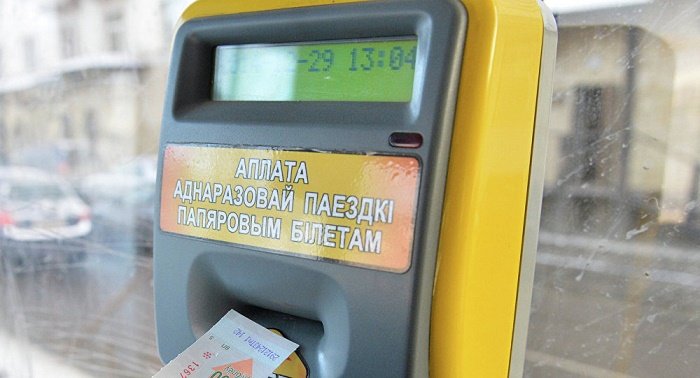 -29 13:04
АПЛАТА
АДНАРАЗОВАЙ ПАЕЗДКІ
ПАПЯРОВЫМ БІЛЕТАМ